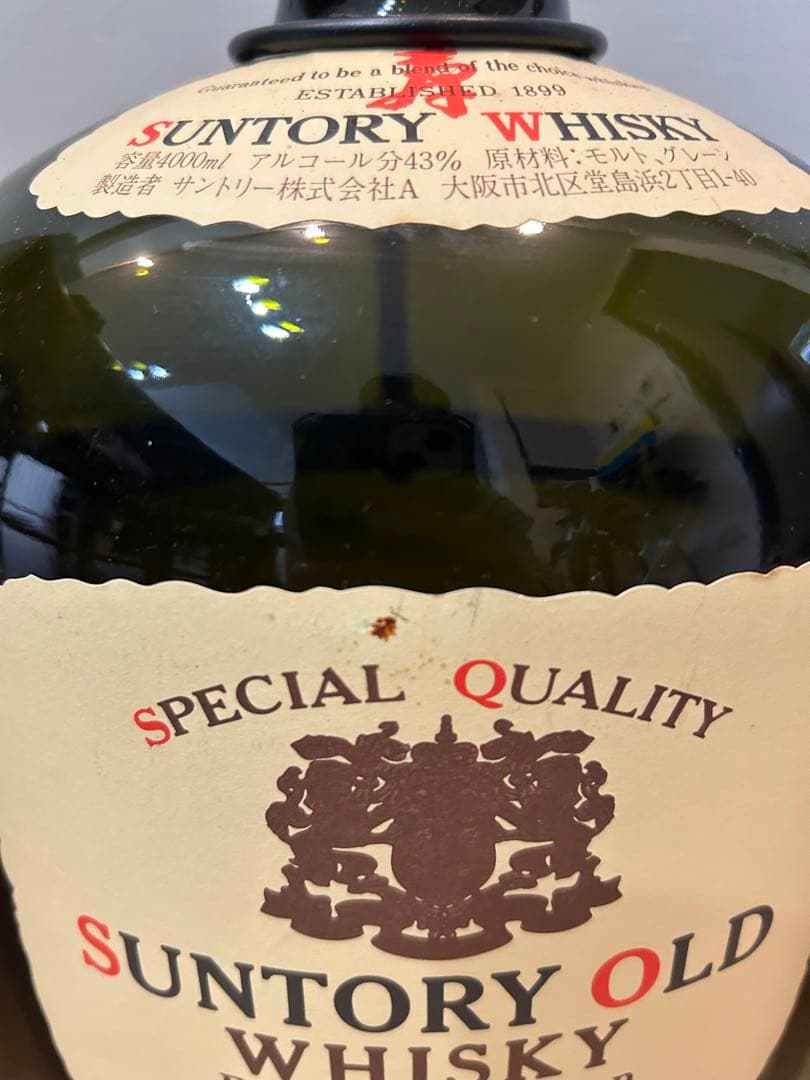 Guaranteed to be a blend of the choice whiskies
寿
ESTABLISHED 1899
SUNTORY WHISKY
容量4000ml アルコール分43% 原材料:モルト、グレーン
製造者 サントリー株式会社A 大阪市北区堂島浜2丁目1-40
SPECIAL QUALITY
SUNTORY OLD
WHISKY